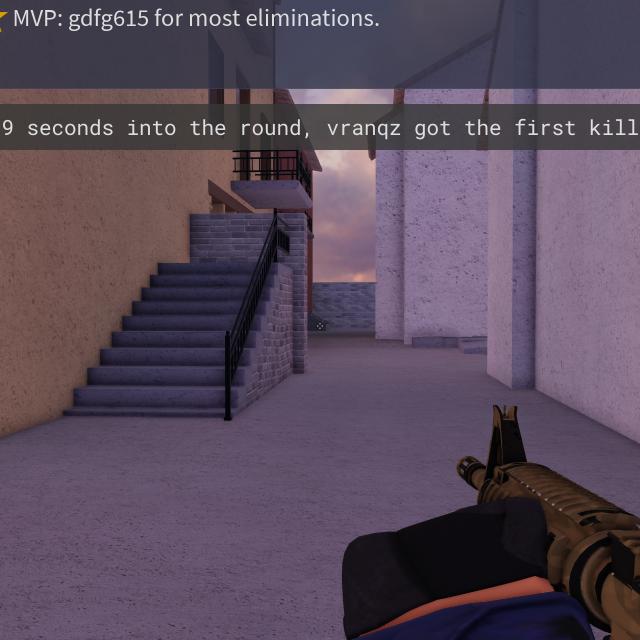 MVP: gdfg615 for most eliminations.
9 seconds into the round, vranqz got the first kill